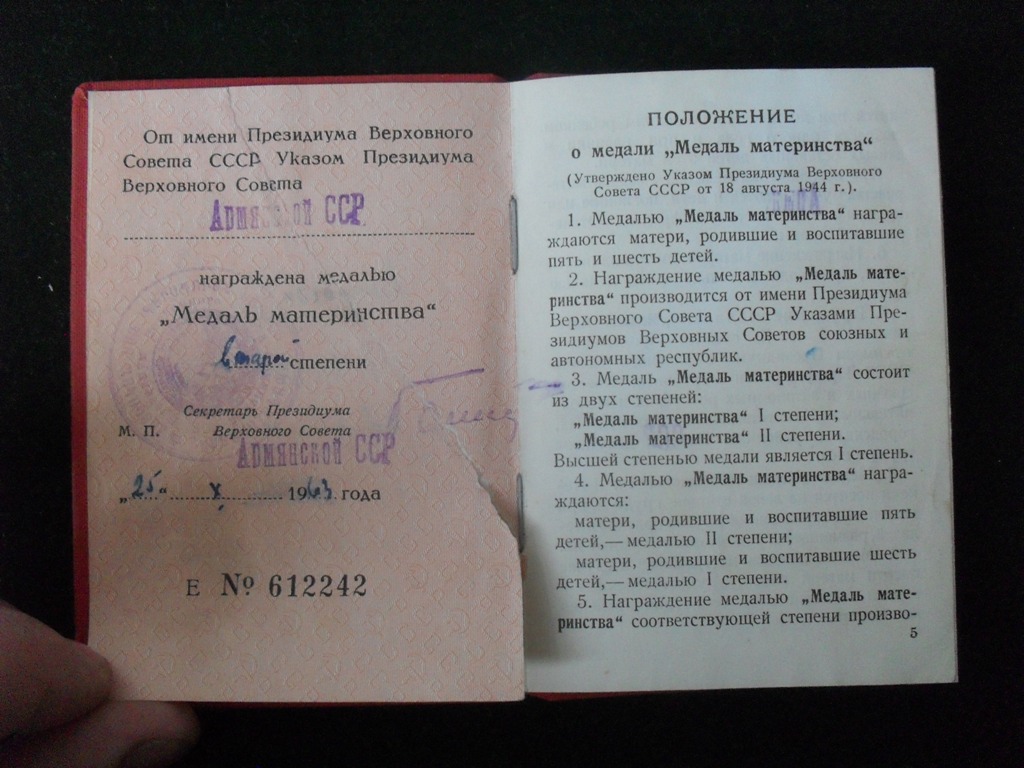 От имени Президиума Верховного
Совета СССР Указом Президиума
Верховного Совета
Армянской ССР
награждена медалью
„Медаль материнства“
второй степени
Секретарь Президиума
М. П. Верховного Совета
Армянской ССР
„25“ X 1963 года
Е № 612242
ПОЛОЖЕНИЕ
о медали „Медаль материнства“
(Утверждено Указом Президиума Верховного
Совета СССР от 18 августа 1944 г.).
1. Медалью „Медаль материнства“ награ-
ждаются матери, родившие и воспитавшие
пять и шесть детей.
2. Награждение медалью „Медаль мате-
ринства“ производится от имени Президиума
Верховного Совета СССР Указами Пре-
зидиумов Верховных Советов союзных и
автономных республик.
3. Медаль „Медаль материнства“ состоит
из двух степеней:
„Медаль материнства“ I степени;
„Медаль материнства“ II степени.
Высшей степенью медали является I степень.
4. Медалью „Медаль материнства“ награ-
ждаются:
матери, родившие и воспитавшие пять
детей,— медалью II степени;
матери, родившие и воспитавшие шесть
детей,— медалью I степени.
5. Награждение медалью „Медаль мате-
ринства“ соответствующей степени произво-
5